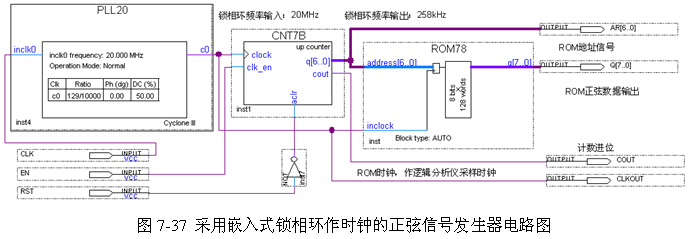 PLL20
锁相环频率输入：20MHz
锁相环频率输出：258kHz
inclk0
inclk0 frequency: 20.000 MHz
Operation Mode: Normal
Clk Ratio Ph (dg) DC (%)
c0 129/10000 0.00 50.00
inst4
Cyclone III
c0
CNT7B
up counter
clock
clk_en
q[6..0]
cout
aclr
inst1
ROM78
address[6..0]
q[7..0]
8 bits
128 words
inclock
inst
Block type: AUTO
OUTPUT AR[6..0]
ROM地址信号
OUTPUT Q[7..0]
ROM正弦数据输出
计数进位
OUTPUT COUT
ROM时钟，作逻辑分析仪采样时钟
OUTPUT CLKOUT
CLK INPUT
VCC
EN INPUT
VCC
RST INPUT
VCC
NOT
图 7-37 采用嵌入式锁相环作时钟的正弦信号发生器电路图